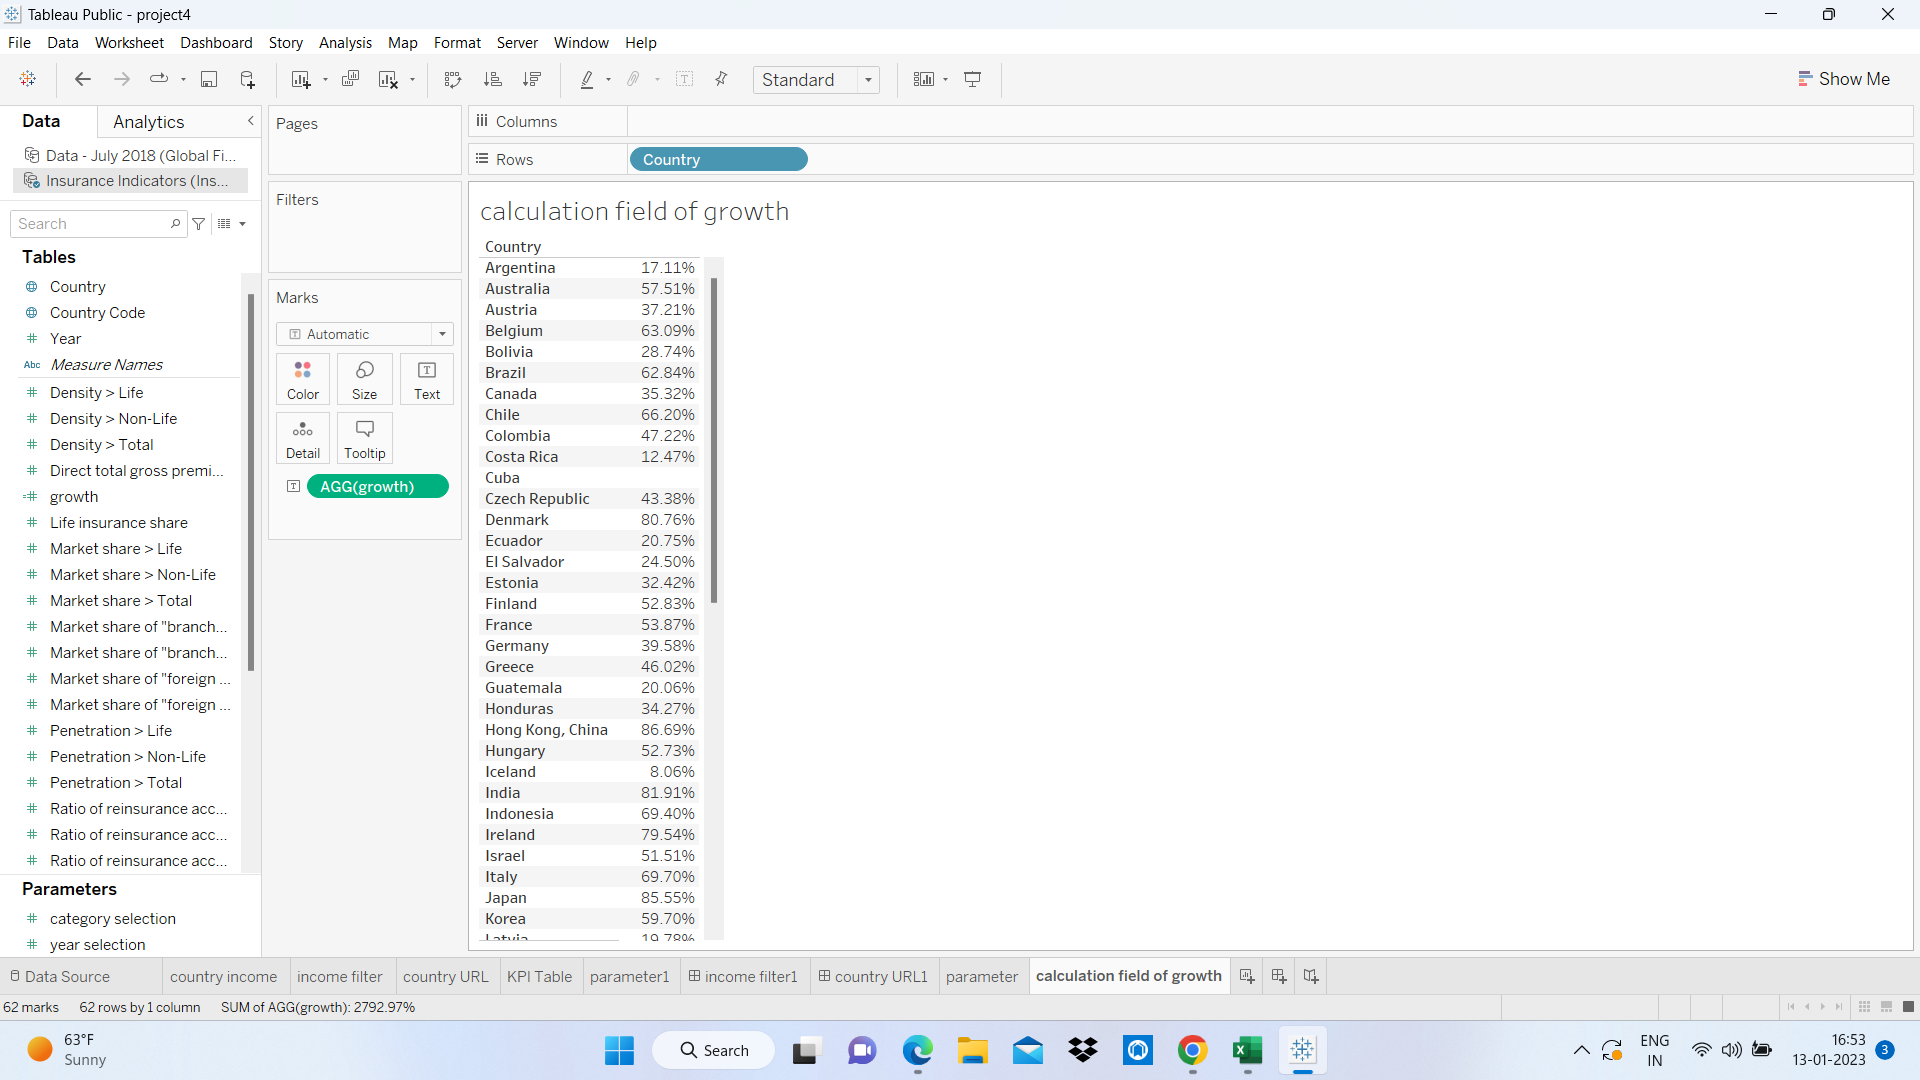 Tableau Public - project4
File Data Worksheet Dashboard Story Analysis Map Format Server Window Help
Standard
Show Me
Data Analytics
Data - July 2018 (Global Fi...
Insurance Indicators (Ins...
Search
Tables
Country
Country Code
Year
Abc Measure Names
Density > Life
Density > Non-Life
Density > Total
Direct total gross premi...
growth
Life insurance share
Market share > Life
Market share > Non-Life
Market share > Total
Market share of "branch...
Market share of "branch...
Market share of "foreign ...
Market share of "foreign ...
Penetration > Life
Penetration > Non-Life
Penetration > Total
Ratio of reinsurance acc...
Ratio of reinsurance acc...
Ratio of reinsurance acc...
Parameters
category selection
year selection
Pages
Filters
Marks
Automatic
Color Size Text
Detail Tooltip
AGG(growth)
Columns
Rows Country
calculation field of growth
Country
Argentina 17.11%
Australia 57.51%
Austria 37.21%
Belgium 63.09%
Bolivia 28.74%
Brazil 62.84%
Canada 35.32%
Chile 66.20%
Colombia 47.22%
Costa Rica 12.47%
Cuba
Czech Republic 43.38%
Denmark 80.76%
Ecuador 20.75%
El Salvador 24.50%
Estonia 32.42%
Finland 52.83%
France 53.87%
Germany 39.58%
Greece 46.02%
Guatemala 20.06%
Honduras 34.27%
Hong Kong, China 86.69%
Hungary 52.73%
Iceland 8.06%
India 81.91%
Indonesia 69.40%
Ireland 79.54%
Israel 51.51%
Italy 69.70%
Japan 85.55%
Korea 59.70%
Latvia 19.78%
Data Source country income income filter country URL KPI Table parameter1 income filter1 country URL1 parameter calculation field of growth
62 marks 62 rows by 1 column SUM of AGG(growth): 2792.97%
63°F
Sunny
Search
ENG
IN
16:53
13-01-2023
3